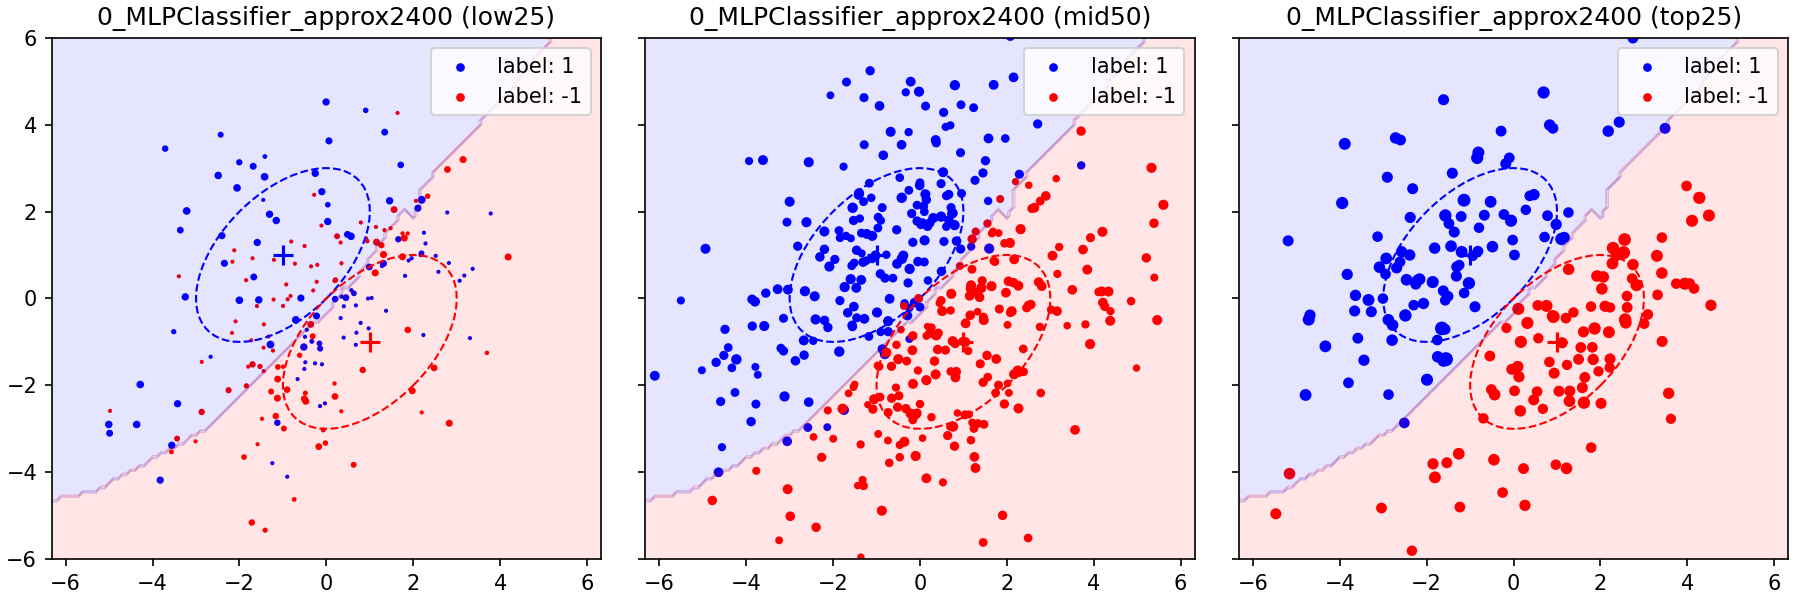 0_MLPClassifier_approx2400 (low25)
6
4
2
0
−2
−4
−6
−6 −4 −2 0 2 4 6
label: 1
label: -1
0_MLPClassifier_approx2400 (mid50)
−6 −4 −2 0 2 4 6
label: 1
label: -1
0_MLPClassifier_approx2400 (top25)
−6 −4 −2 0 2 4 6
label: 1
label: -1